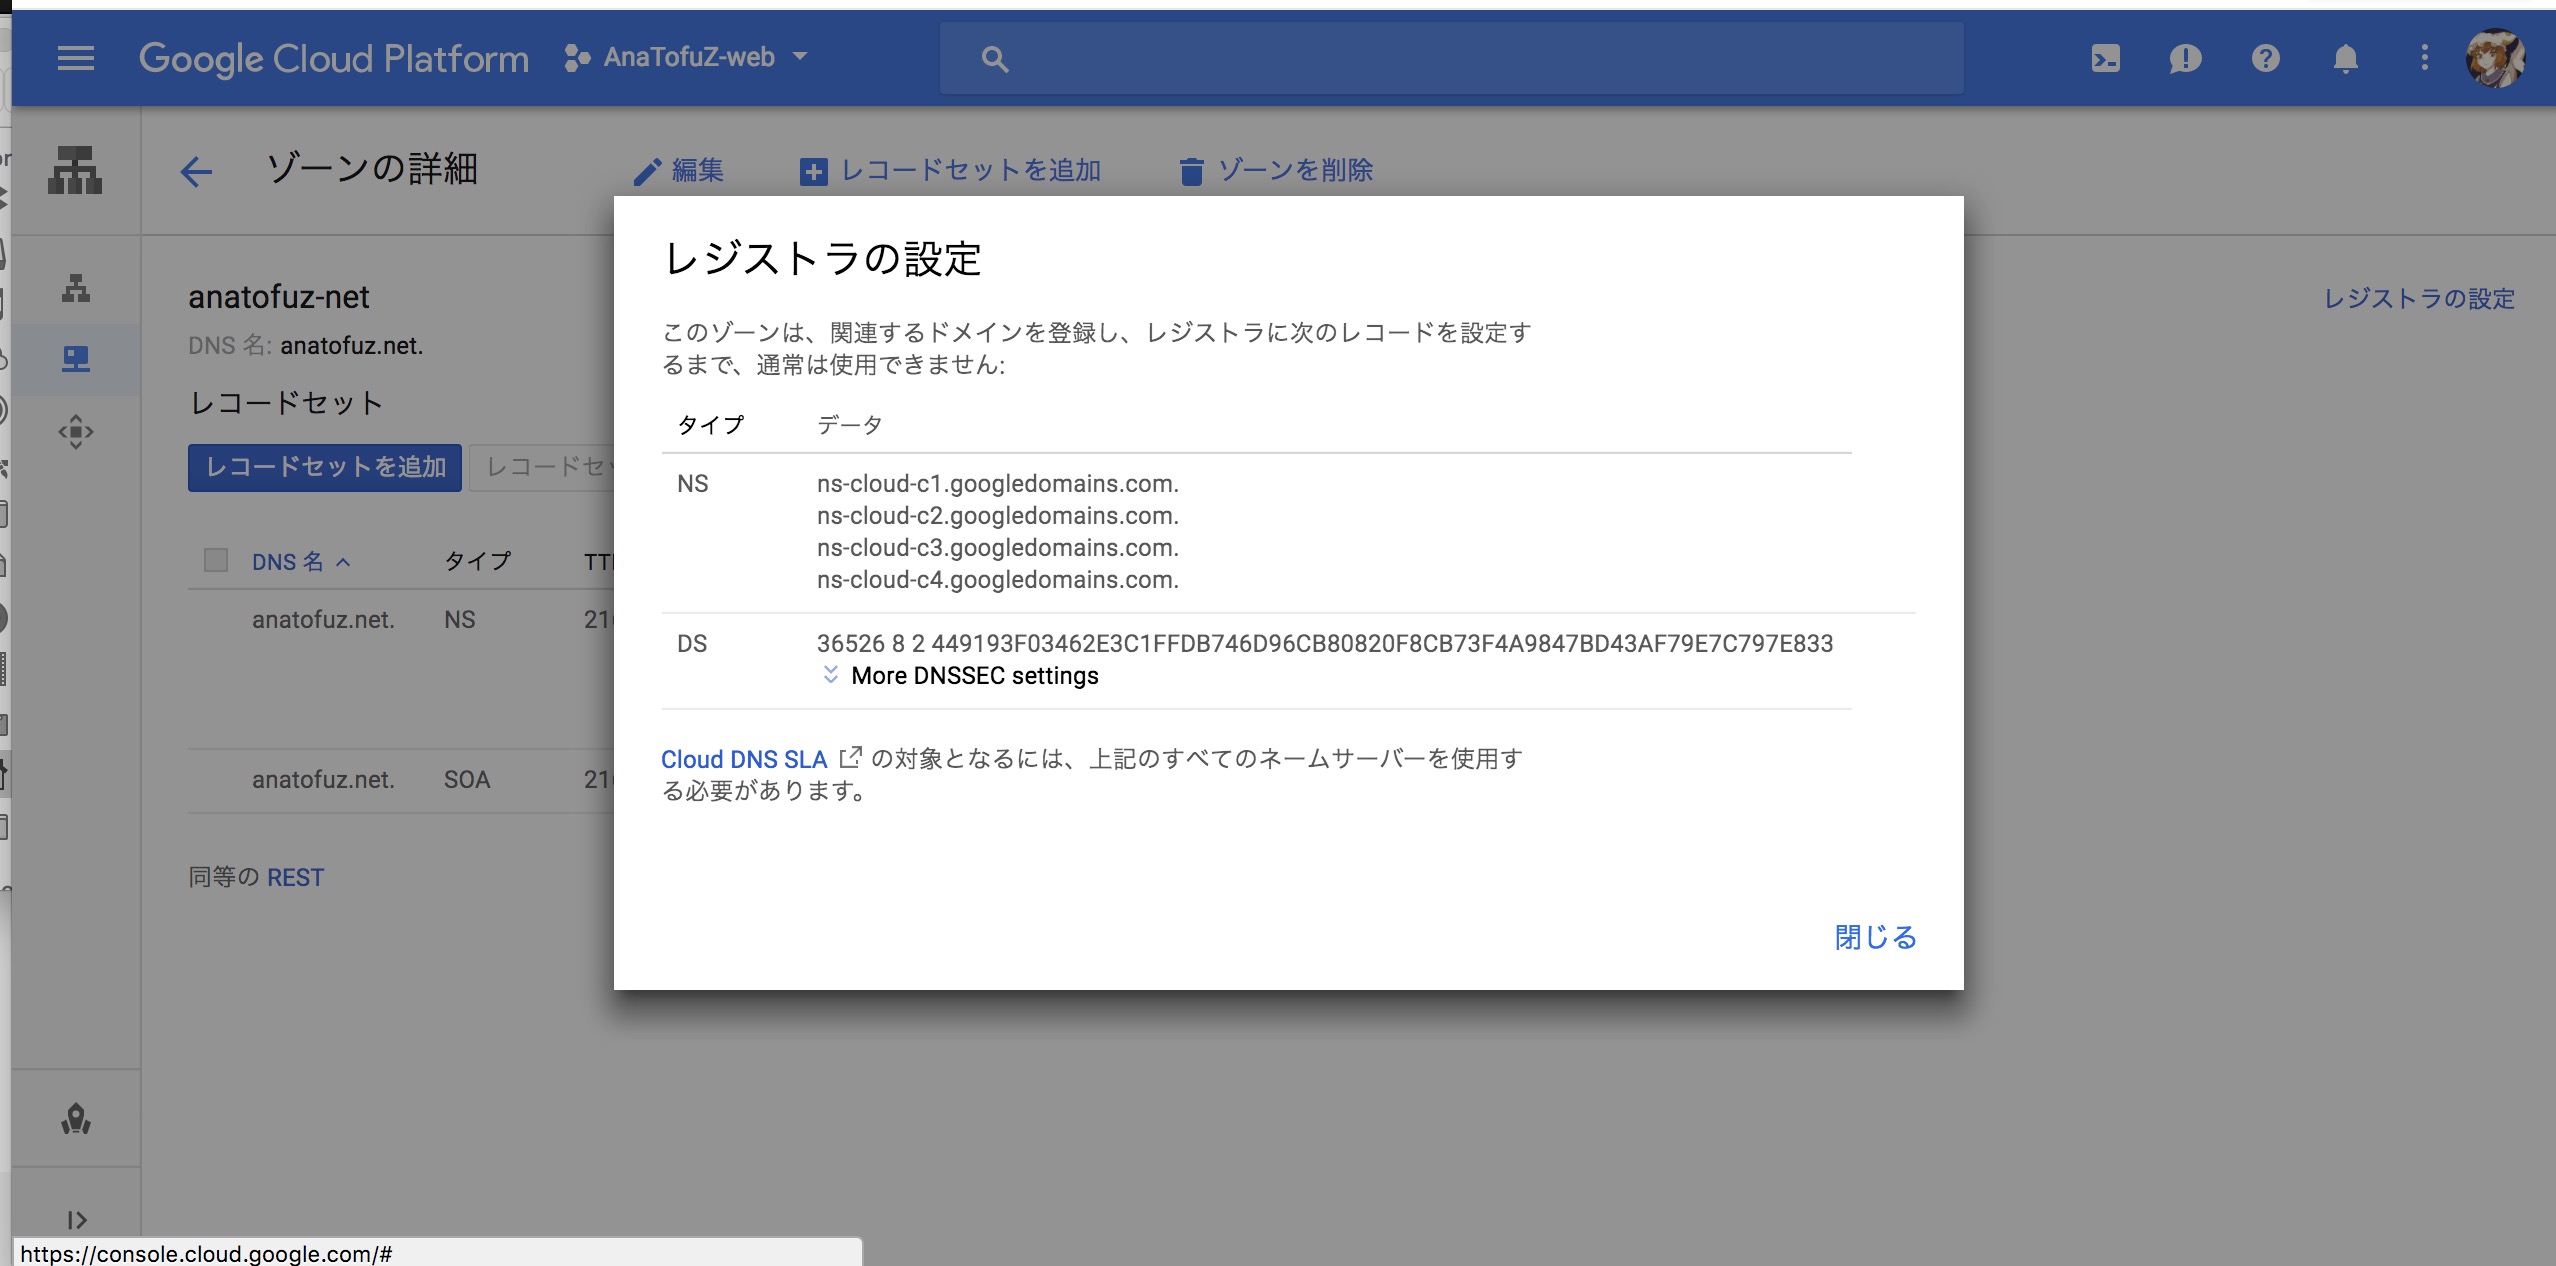 Google Cloud Platform AnaTofuZ-web
ゾーンの詳細 編集 レコードセットを追加 ゾーンを削除
レジストラの設定
anatofuz-net
DNS 名: anatofuz.net.
レコードセット
レコードセットを追加 レコードセッ
DNS 名 タイプ TTL
anatofuz.net. NS 21
anatofuz.net. SOA 21
同等の REST
レジストラの設定
このゾーンは、関連するドメインを登録し、レジストラに次のレコードを設定す
るまで、通常は使用できません:
タイプ データ
NS ns-cloud-c1.googledomains.com.
ns-cloud-c2.googledomains.com.
ns-cloud-c3.googledomains.com.
ns-cloud-c4.googledomains.com.
DS 36526 8 2 449193F03462E3C1FFDB746D96CB80820F8CB73F4A9847BD43AF79E7C797E833
More DNSSEC settings
Cloud DNS SLA の対象となるには、上記のすべてのネームサーバーを使用す
る必要があります。
閉じる
https://console.cloud.google.com/#